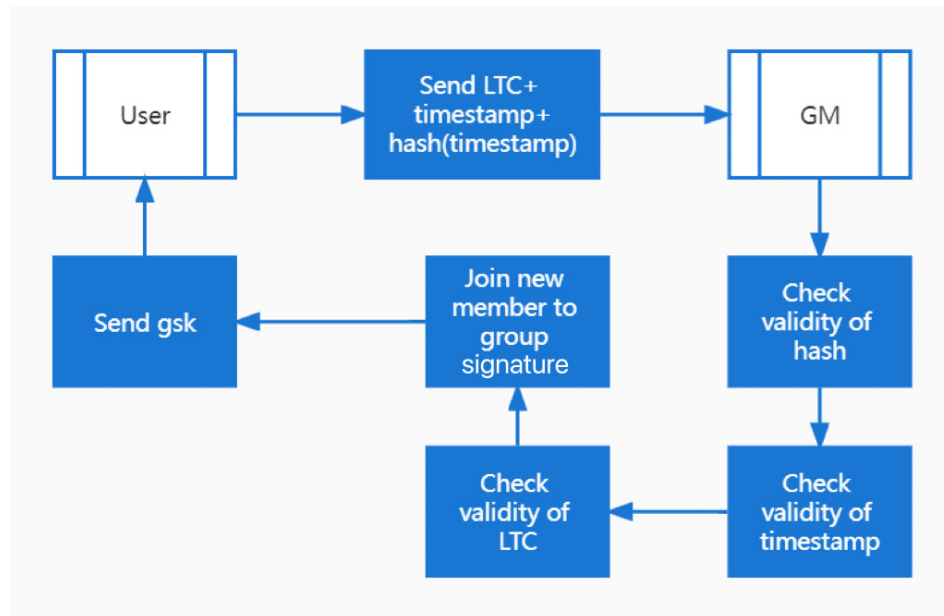 User
Send LTC+
timestamp+
hash(timestamp)
GM
Send gsk
Join new
member to
group
signature
Check
validity of
hash
Check
validity of
LTC
Check
validity of
timestamp